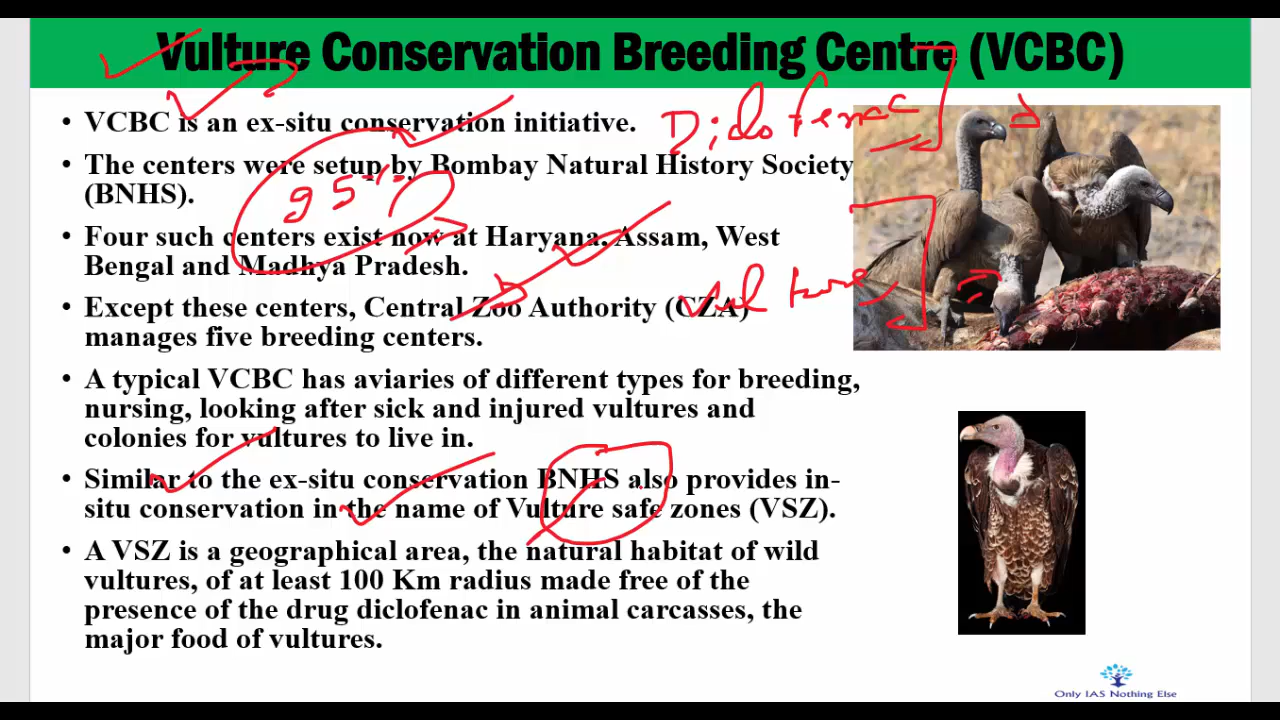 Vulture Conservation Breeding Centre (VCBC)
• VCBC is an ex-situ conservation initiative.
Diclofenac
• The centers were setup by Bombay Natural History Society
(BNHS).
95%
• Four such centers exist now at Haryana, Assam, West
Bengal and Madhya Pradesh.
• Except these centers, Central Zoo Authority (CZA)
manages five breeding centers.
vulture
• A typical VCBC has aviaries of different types for breeding,
nursing, looking after sick and injured vultures and
colonies for vultures to live in.
• Similar to the ex-situ conservation BNHS also provides in-
situ conservation in the name of Vulture safe zones (VSZ).
• A VSZ is a geographical area, the natural habitat of wild
vultures, of at least 100 Km radius made free of the
presence of the drug diclofenac in animal carcasses, the
major food of vultures.
Only IAS Nothing Else